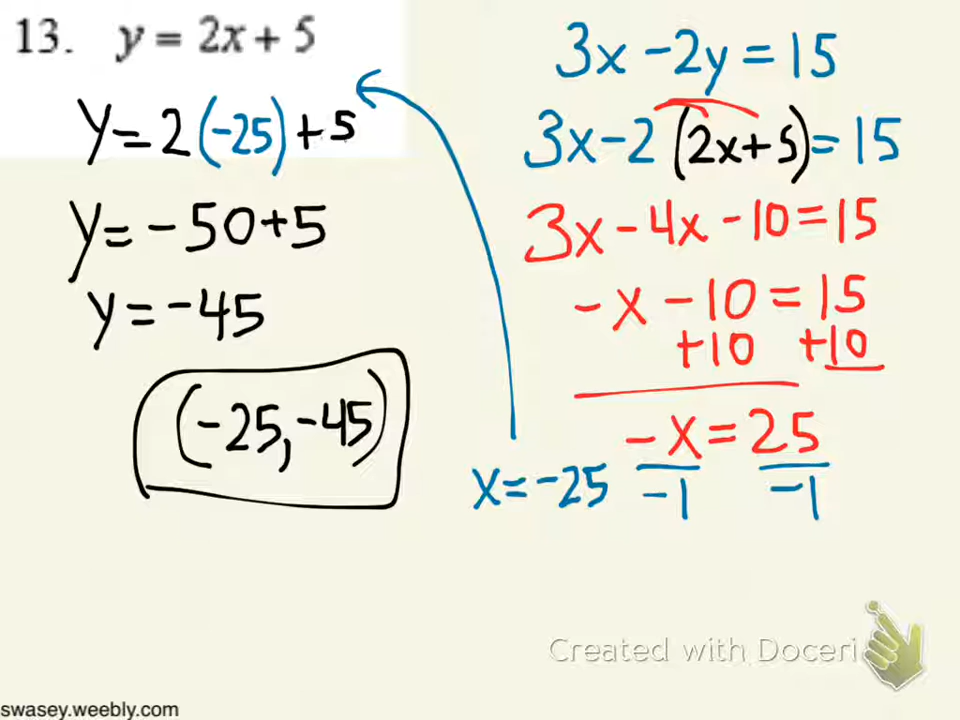 13. y = 2x + 5
y = 2(-25) + 5
y = -50 + 5
y = -45
(-25, -45)
3x - 2y = 15
3x - 2(2x + 5) = 15
3x - 4x - 10 = 15
-x - 10 = 15
+10 +10
-x = 25
-1 -1
x = -25
Created with Doceri
swasey.weebly.com